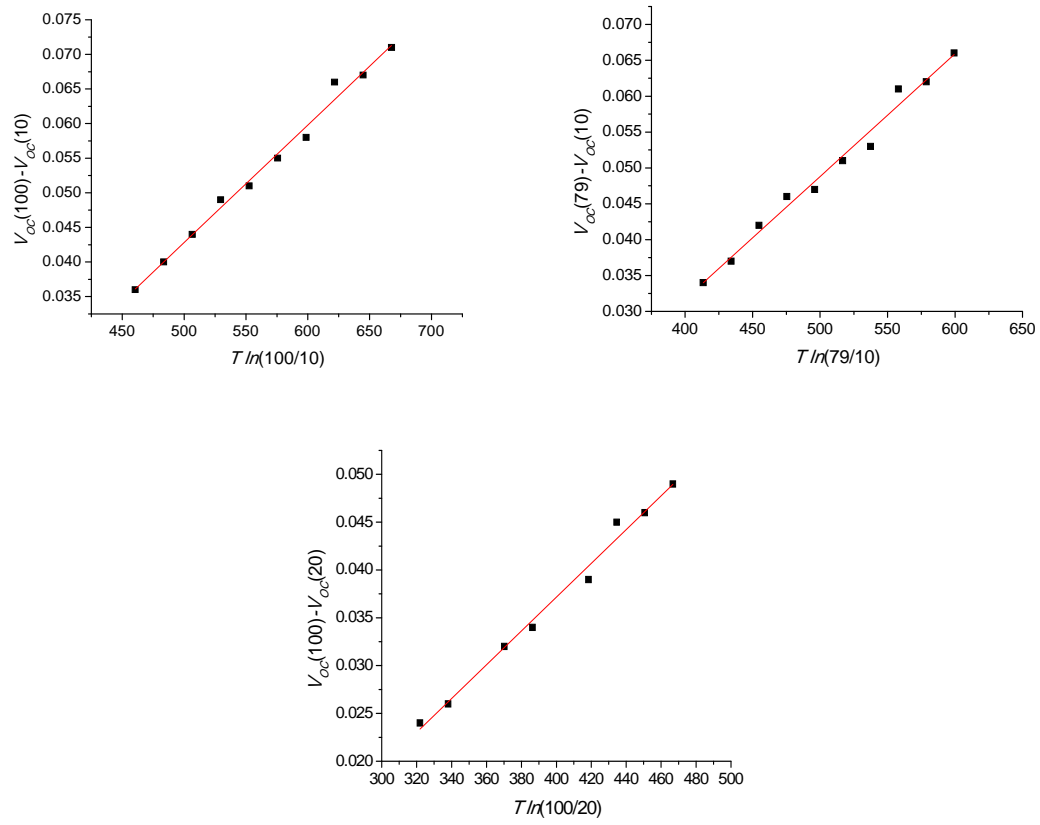 0.075
0.070
0.065
0.060
0.055
0.050
0.045
0.040
0.035
450 500 550 600 650 700
V_OC(100)-V_OC(10)
T ln(100/10)
0.070
0.065
0.060
0.055
0.050
0.045
0.040
0.035
0.030
400 450 500 550 600 650
V_OC(79)-V_OC(10)
T ln(79/10)
0.050
0.045
0.040
0.035
0.030
0.025
0.020
300 320 340 360 380 400 420 440 460 480 500
V_OC(100)-V_OC(20)
T ln(100/20)